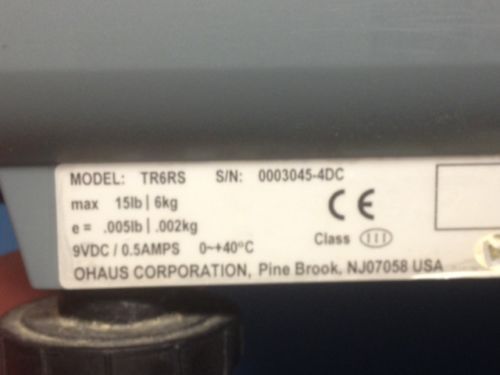 MODEL: TR6RS S/N: 0003045-4DC
max 15lb | 6kg
e = .005lb | .002kg
9VDC / 0.5AMPS 0~+40°C
CE
Class III
OHAUS CORPORATION, Pine Brook, NJ07058 USA